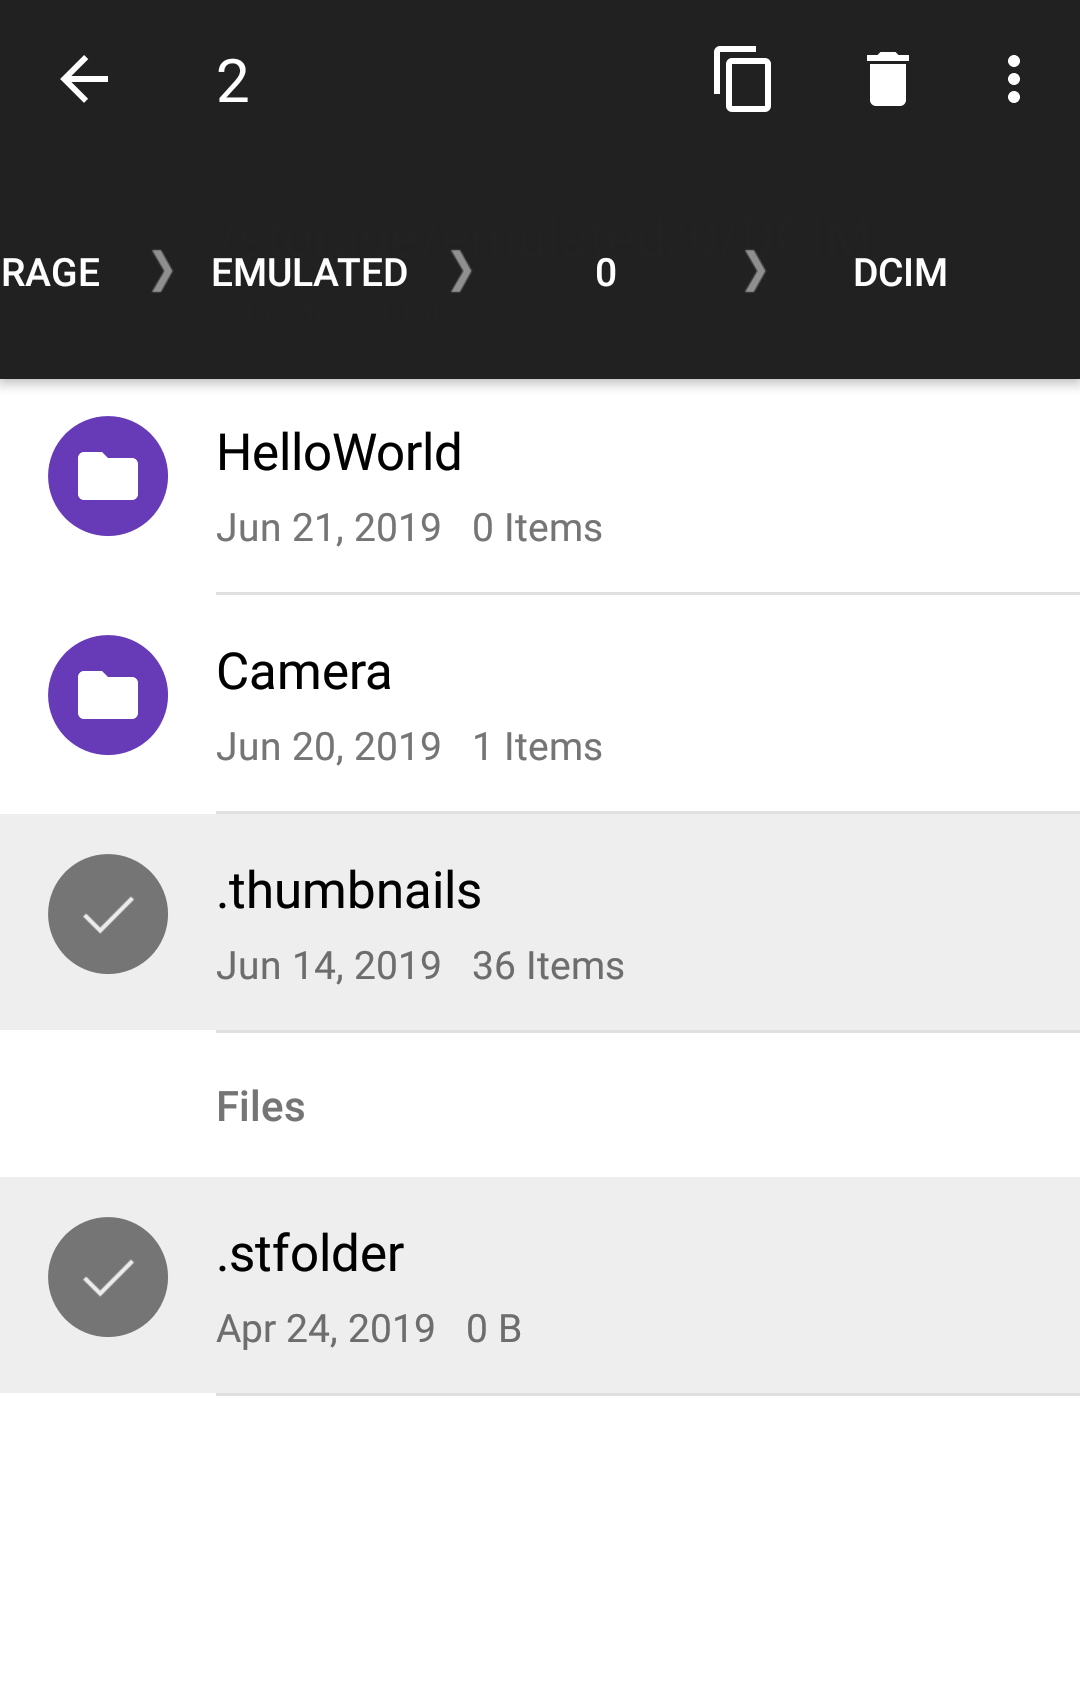 2
RAGE EMULATED 0 DCIM
HelloWorld
Jun 21, 2019 0 Items
Camera
Jun 20, 2019 1 Items
.thumbnails
Jun 14, 2019 36 Items
Files
.stfolder
Apr 24, 2019 0 B